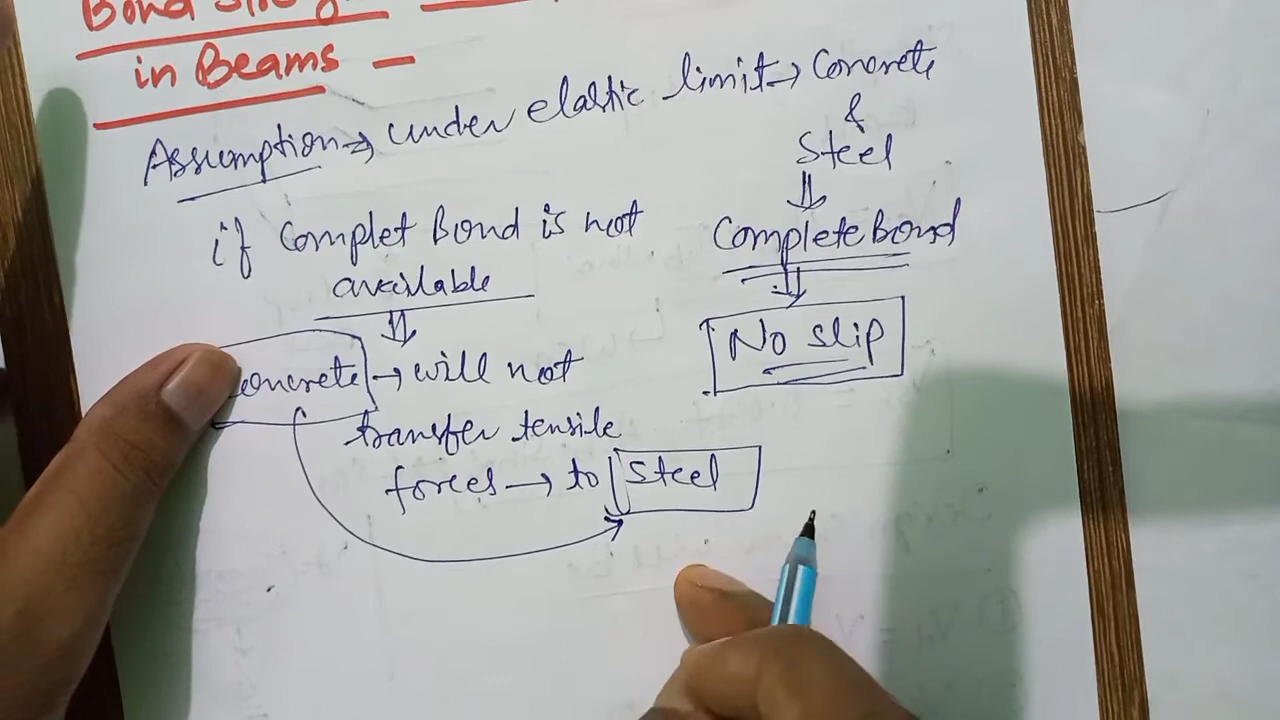 Bond
in Beams –
Assumption → under elastic limit → Concrete
&
Steel
Complete Bond
No slip
if Complet Bond is not
available
Concrete → will not
transfer tensile
forces → to Steel